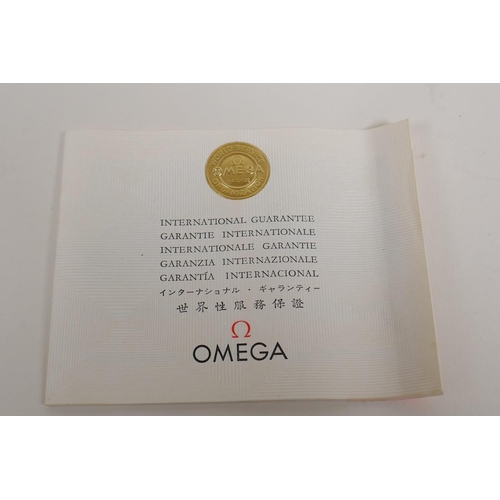 OMEGA
INTERNATIONAL GUARANTEE
GARANTIE INTERNATIONALE
INTERNATIONALE GARANTIE
GARANZIA INTERNAZIONALE
GARANTÍA INTERNACIONAL
インターナショナル・ギャランティー
世界性服務保證
Ω
OMEGA